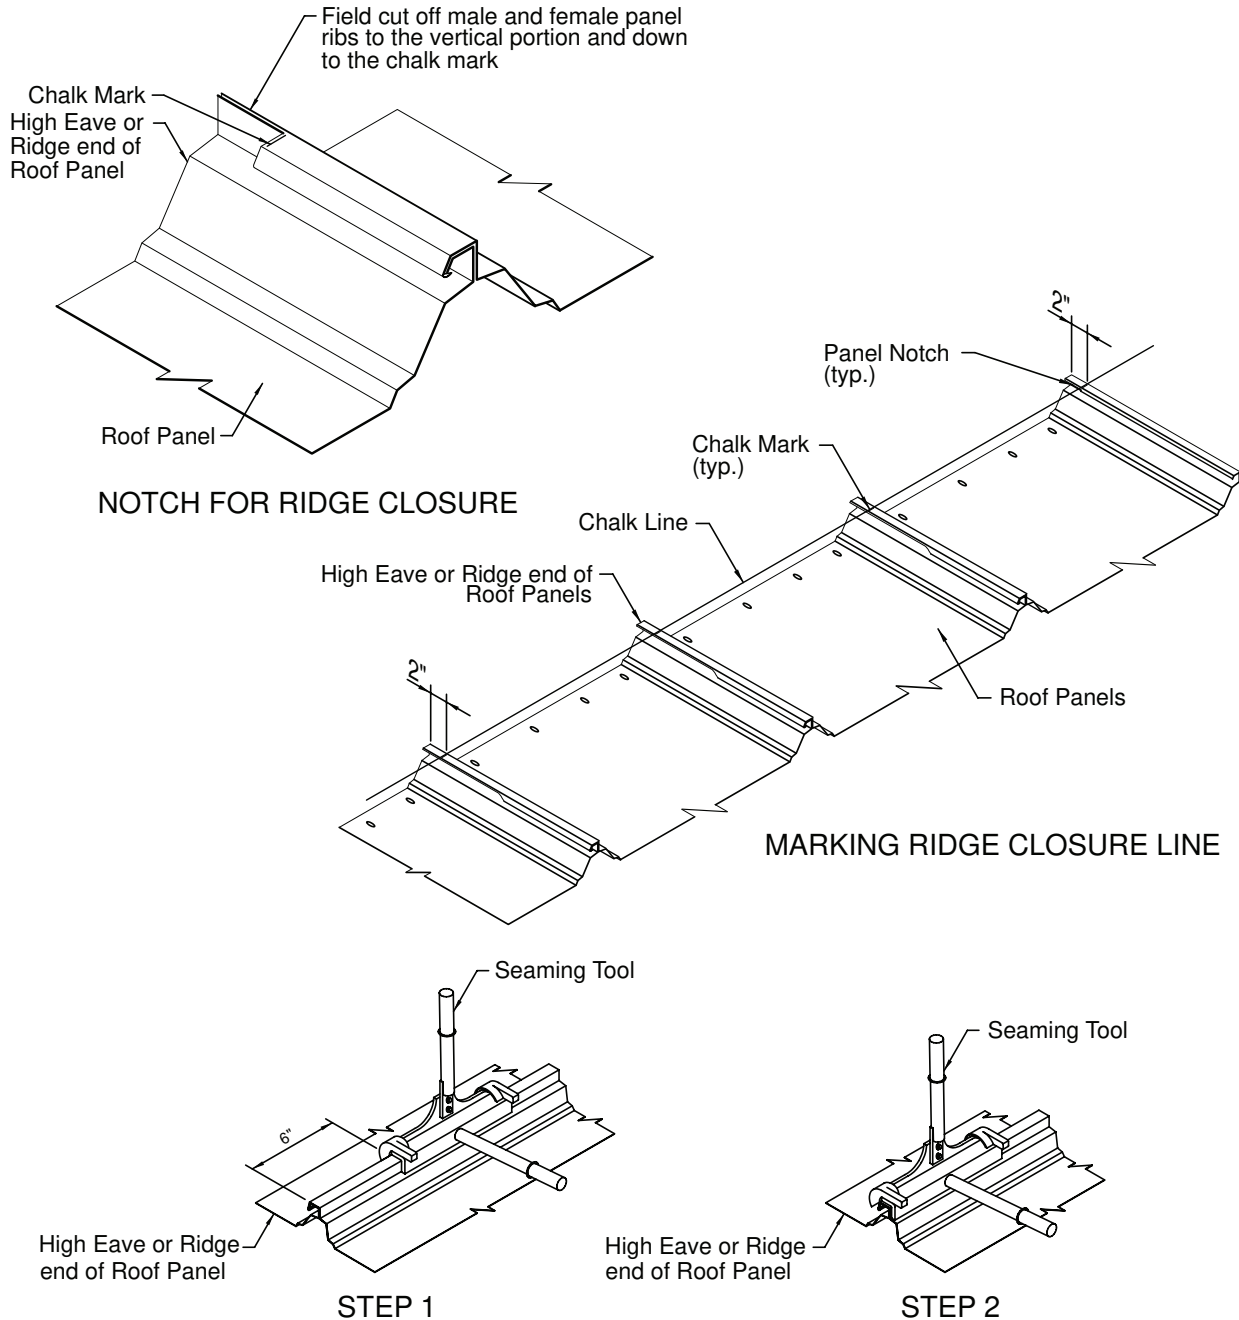 Field cut off male and female panel
ribs to the vertical portion and down
to the chalk mark
Chalk Mark
High Eave or
Ridge end of
Roof Panel
Roof Panel
NOTCH FOR RIDGE CLOSURE
2"
Panel Notch
(typ.)
Chalk Mark
(typ.)
Chalk Line
High Eave or Ridge end of
Roof Panels
2"
Roof Panels
MARKING RIDGE CLOSURE LINE
Seaming Tool
6"
High Eave or Ridge
end of Roof Panel
STEP 1
Seaming Tool
High Eave or Ridge
end of Roof Panel
STEP 2